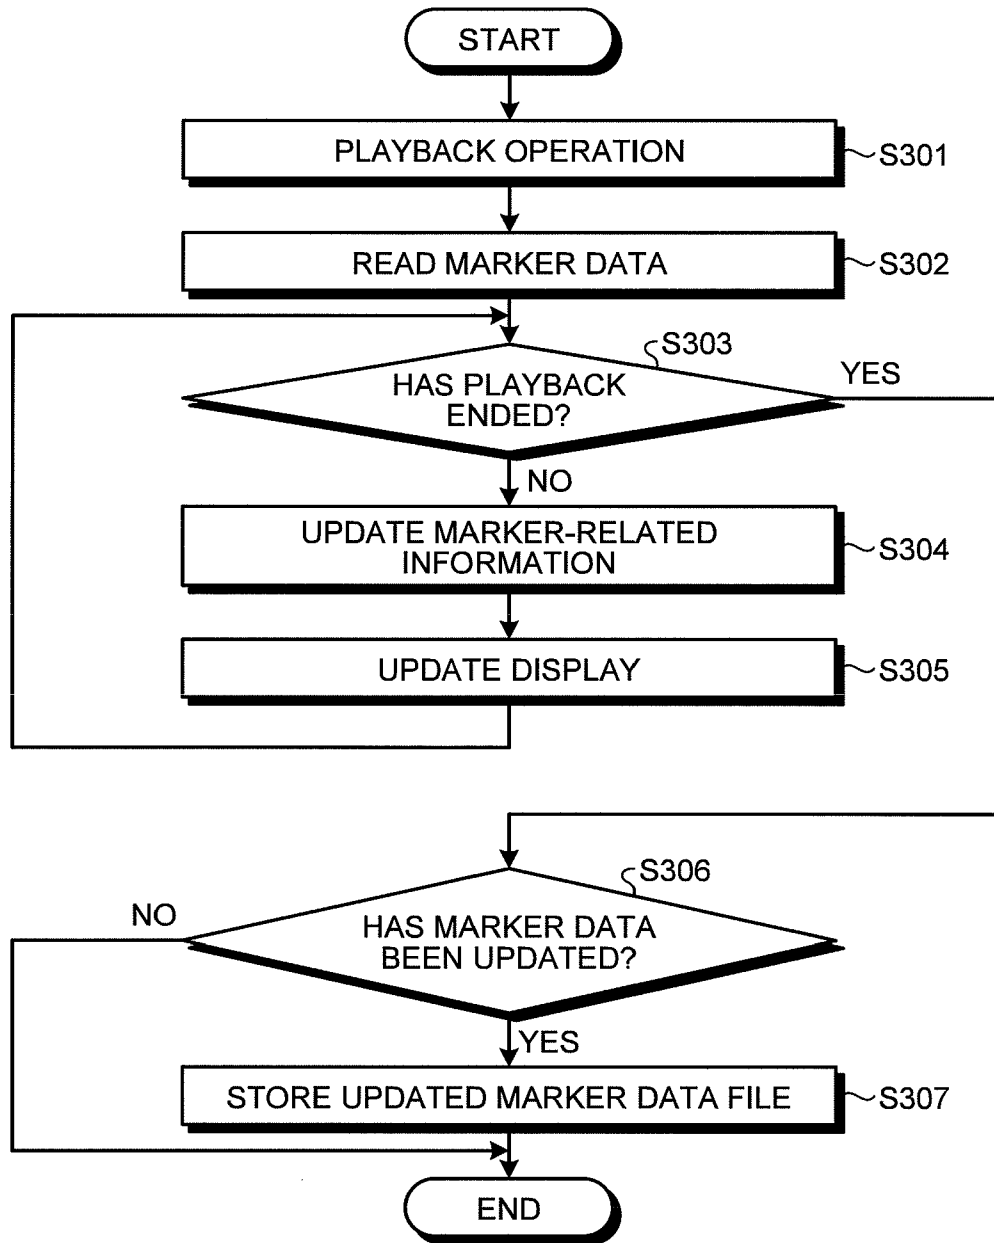 START
PLAYBACK OPERATION
S301
READ MARKER DATA
S302
S303
HAS PLAYBACK
ENDED?
YES
NO
UPDATE MARKER-RELATED
INFORMATION
S304
UPDATE DISPLAY
S305
S306
NO
HAS MARKER DATA
BEEN UPDATED?
YES
STORE UPDATED MARKER DATA FILE
S307
END